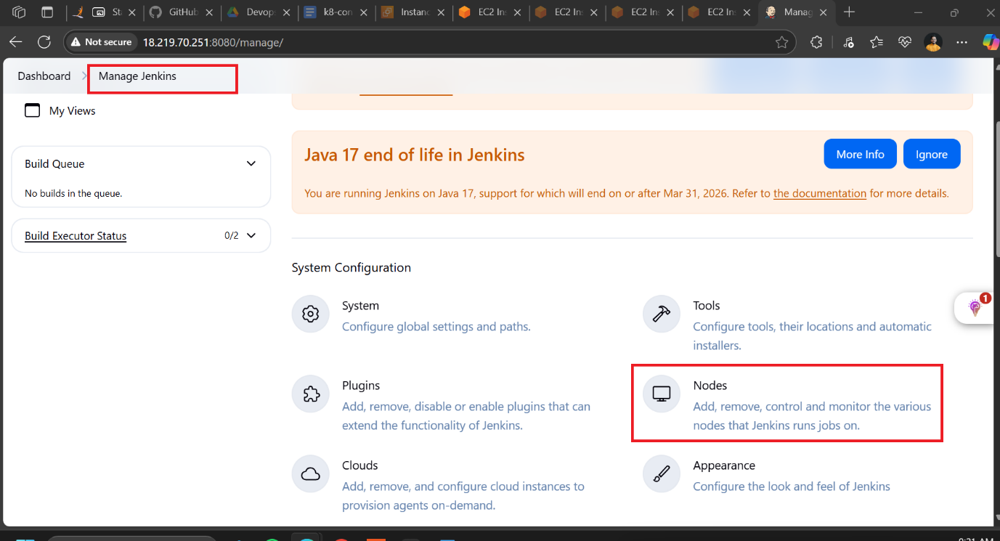 St
GitHub
Devop
k8-con
Instanc
EC2 Ins
EC2 Ins
EC2 Ins
EC2 Ins
Manag
Not secure
18.219.70.251:8080/manage/
Dashboard
Manage Jenkins
My Views
Build Queue
No builds in the queue.
Build Executor Status
0/2
Java 17 end of life in Jenkins
More Info
Ignore
You are running Jenkins on Java 17, support for which will end on or after Mar 31, 2026. Refer to the documentation for more details.
System Configuration
System
Configure global settings and paths.
Tools
Configure tools, their locations and automatic
installers.
Plugins
Add, remove, disable or enable plugins that can
extend the functionality of Jenkins.
Nodes
Add, remove, control and monitor the various
nodes that Jenkins runs jobs on.
Clouds
Add, remove, and configure cloud instances to
provision agents on-demand.
Appearance
Configure the look and feel of Jenkins
1